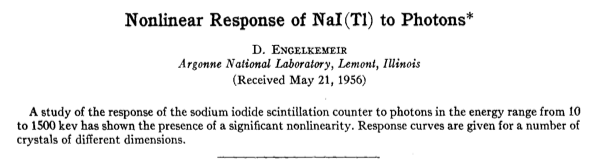 Nonlinear Response of NaI(Tl) to Photons*
D. Engelkemeir
Argonne National Laboratory, Lemont, Illinois
(Received May 21, 1956)
A study of the response of the sodium iodide scintillation counter to photons in the energy range from 10
to 1500 kev has shown the presence of a significant nonlinearity. Response curves are given for a number of
crystals of different dimensions.